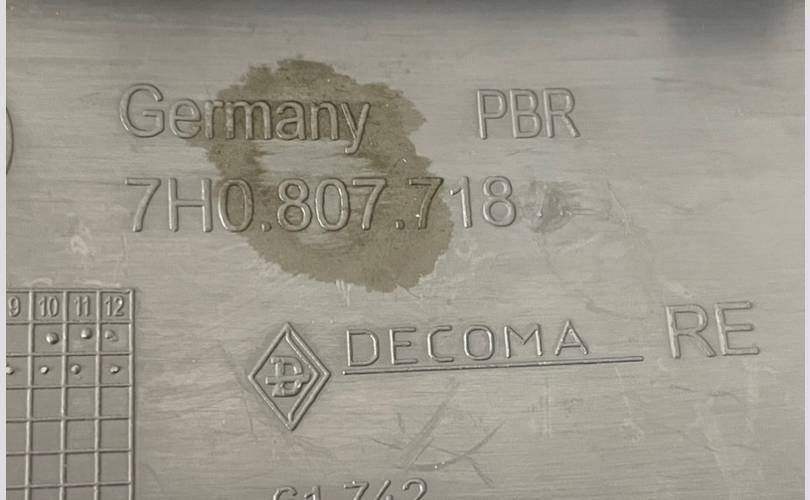 Germany PBR
7H0.807.718
9 10 11 12
DECOMA RE